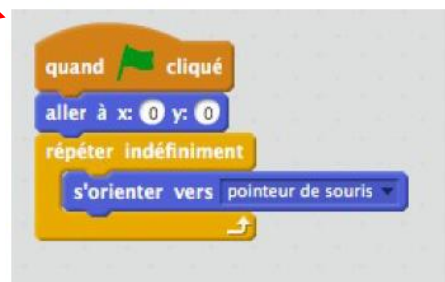 quand cliqué
aller à x: 0 y: 0
répéter indéfiniment
s'orienter vers pointeur de souris